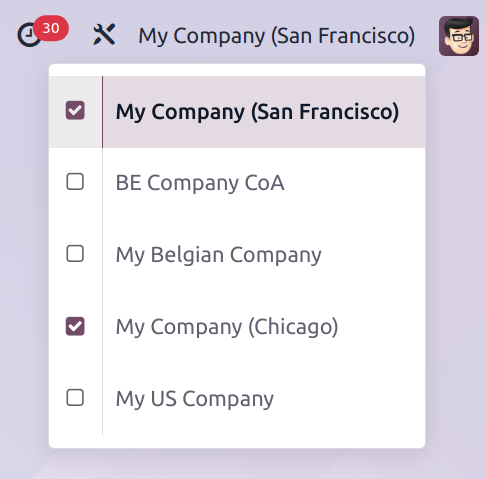 30
My Company (San Francisco)
My Company (San Francisco)
BE Company CoA
My Belgian Company
My Company (Chicago)
My US Company